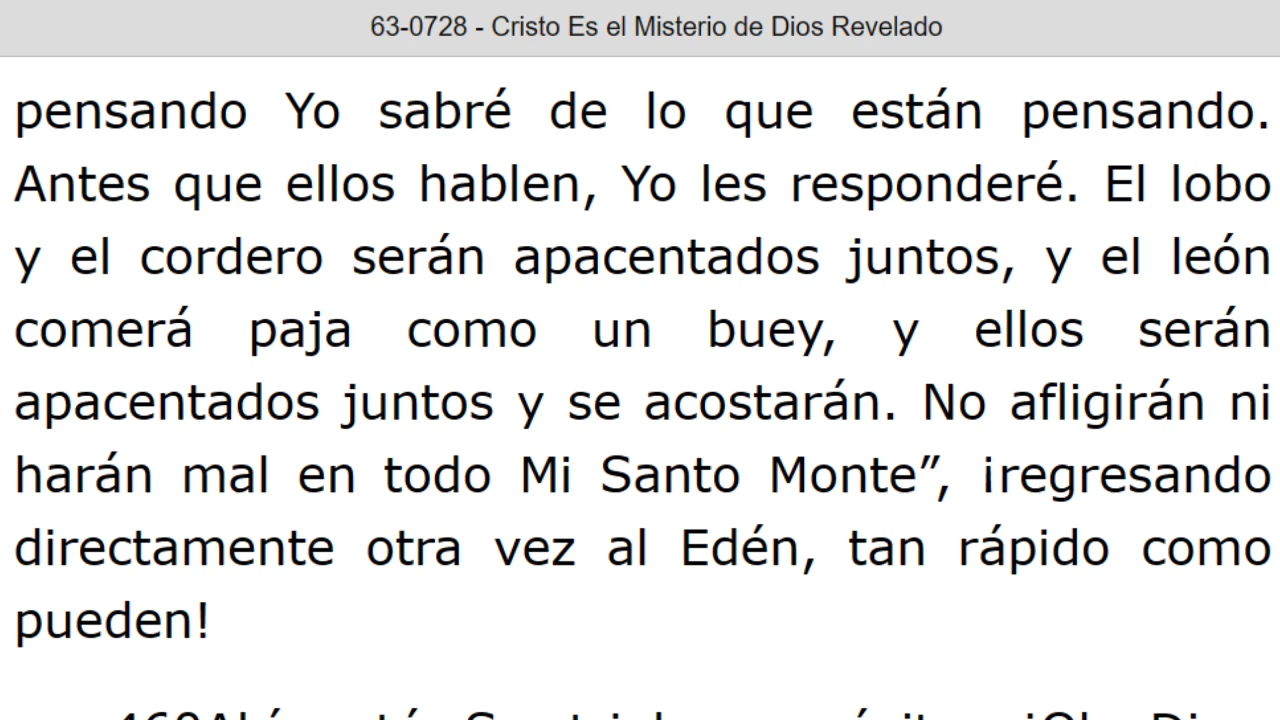 63-0728 - Cristo Es el Misterio de Dios Revelado
pensando Yo sabré de lo que están pensando.
Antes que ellos hablen, Yo les responderé. El lobo
y el cordero serán apacentados juntos, y el león
comerá paja como un buey, y ellos serán
apacentados juntos y se acostarán. No afligirán ni
harán mal en todo Mi Santo Monte”, ¡regresando
directamente otra vez al Edén, tan rápido como
pueden!